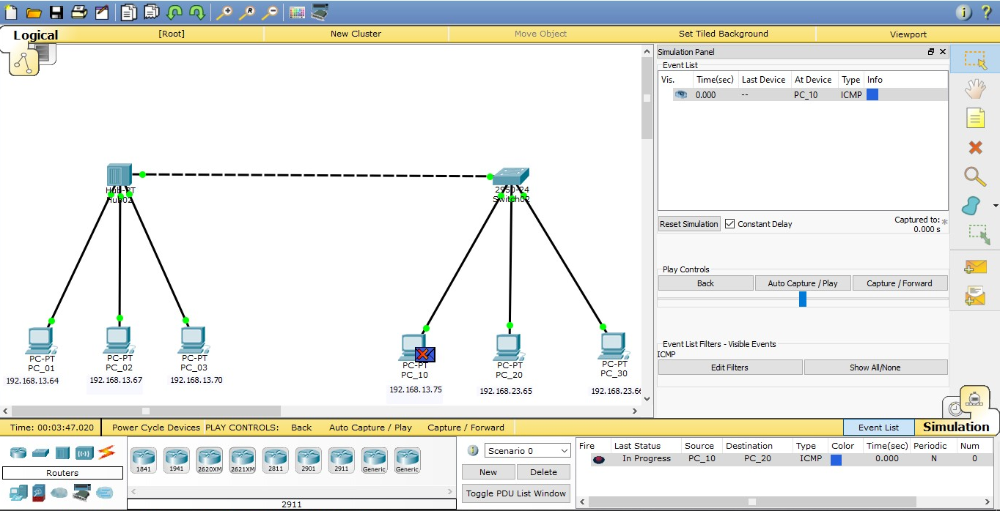 Logical [Root] New Cluster Move Object Set Tiled Background Viewport
Simulation Panel
Event List
Vis. Time(sec) Last Device At Device Type Info
0.000 -- PC_10 ICMP
Reset Simulation Constant Delay Captured to: *
0.000 s
Play Controls
Back Auto Capture / Play Capture / Forward
Event List Filters - Visible Events
ICMP
Edit Filters Show All/None
Hub-PT
Hub02
2950-24
Switch02
PC-PT
PC_01
192.168.13.64
PC-PT
PC_02
192.168.13.67
PC-PT
PC_03
192.168.13.70
PC-PT
PC_10
192.168.13.75
PC-PT
PC_20
192.168.23.65
PC-PT
PC_30
192.168.23.66
Time: 00:03:47.020 Power Cycle Devices PLAY CONTROLS: Back Auto Capture / Play Capture / Forward Event List Simulation
Routers
1841 1941 2620XM 2621XM 2811 2901 2911 Generic Generic
2911
Scenario 0
New Delete
Toggle PDU List Window
Fire Last Status Source Destination Type Color Time(sec) Periodic Num
In Progress PC_10 PC_20 ICMP 0.000 N 0